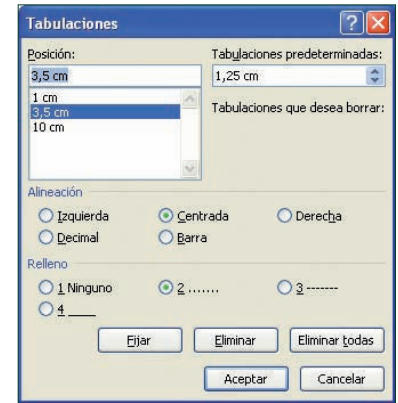 Tabulaciones
Posición: Tabulaciones predeterminadas:
3,5 cm 1,25 cm
1 cm Tabulaciones que desea borrar:
3,5 cm
10 cm
Alineación
Izquierda Centrada Derecha
Decimal Barra
Relleno
1 Ninguno 2 ....... 3 -------
4 ____
Fijar Eliminar Eliminar todas
Aceptar Cancelar